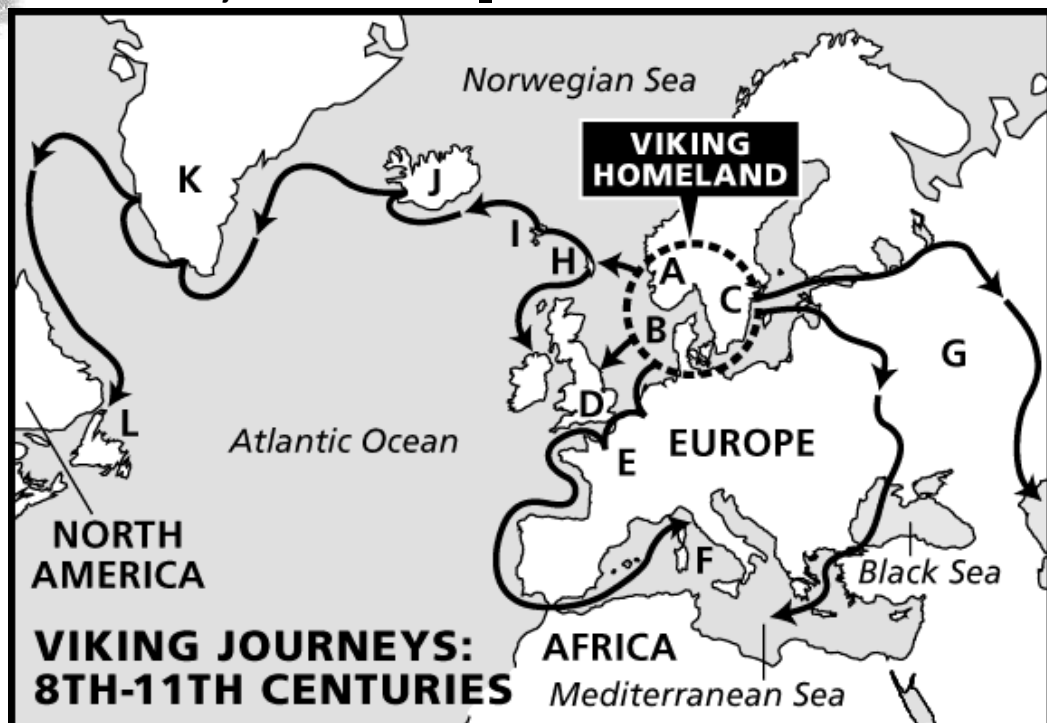 Norwegian Sea
VIKING
HOMELAND
K
J
I
H
A
C
B
G
D
L
Atlantic Ocean
E
EUROPE
NORTH
AMERICA
F
Black Sea
VIKING JOURNEYS:
8TH-11TH CENTURIES
AFRICA
Mediterranean Sea